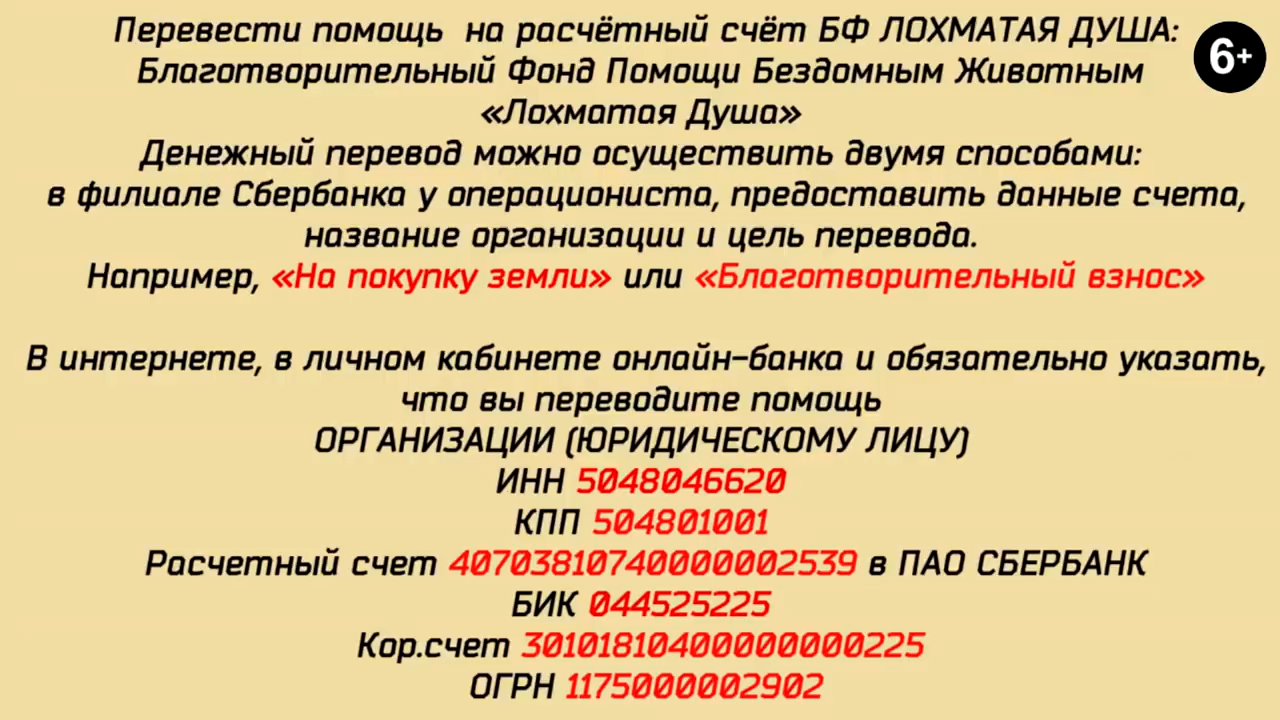 Перевести помощь на расчётный счёт БФ ЛОХМАТАЯ ДУША:
6+
Благотворительный Фонд Помощи Бездомным Животным
«Лохматая Душа»
Денежный перевод можно осуществить двумя способами:
в филиале Сбербанка у операциониста, предоставить данные счета,
название организации и цель перевода.
Например, «На покупку земли» или «Благотворительный взнос»
В интернете, в личном кабинете онлайн-банка и обязательно указать,
что вы переводите помощь
ОРГАНИЗАЦИИ (ЮРИДИЧЕСКОМУ ЛИЦУ)
ИНН 5048046620
КПП 504801001
Расчетный счет 40703810740000002539 в ПАО СБЕРБАНК
БИК 044525225
Кор.счет 30101810400000000225
ОГРН 1175000002902